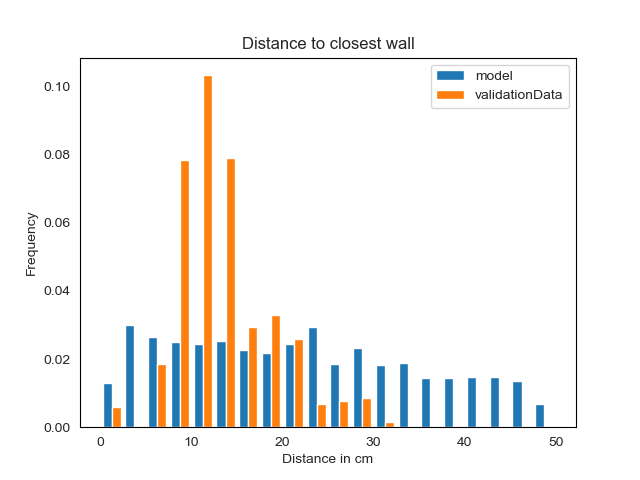 Distance to closest wall
model
validationData
0.10
0.08
0.06
0.04
0.02
0.00
Frequency
0 10 20 30 40 50
Distance in cm